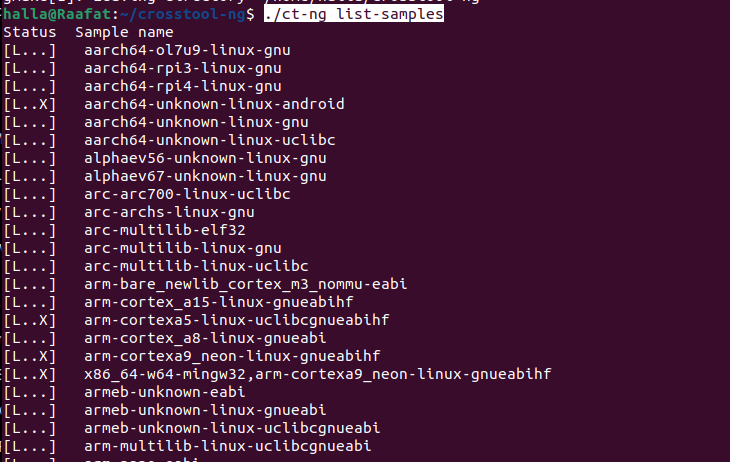 halla@Raafat:~/crosstool-ng$ ./ct-ng list-samples
Status  Sample name
[L...]   aarch64-ol7u9-linux-gnu
[L...]   aarch64-rpi3-linux-gnu
[L...]   aarch64-rpi4-linux-gnu
[L..X]   aarch64-unknown-linux-android
[L...]   aarch64-unknown-linux-gnu
[L...]   aarch64-unknown-linux-uclibc
[L...]   alphaev56-unknown-linux-gnu
[L...]   alphaev67-unknown-linux-gnu
[L...]   arc-arc700-linux-uclibc
[L...]   arc-archs-linux-gnu
[L...]   arc-multilib-elf32
[L...]   arc-multilib-linux-gnu
[L...]   arc-multilib-linux-uclibc
[L...]   arm-bare_newlib_cortex_m3_nommu-eabi
[L...]   arm-cortex_a15-linux-gnueabihf
[L..X]   arm-cortexa5-linux-uclibcgnueabihf
[L...]   arm-cortex_a8-linux-gnueabi
[L..X]   arm-cortexa9_neon-linux-gnueabihf
[L..X]   x86_64-w64-mingw32,arm-cortexa9_neon-linux-gnueabihf
[L...]   armeb-unknown-eabi
[L...]   armeb-unknown-linux-gnueabi
[L...]   armeb-unknown-linux-uclibcgnueabi
[L...]   arm-multilib-linux-uclibcgnueabi